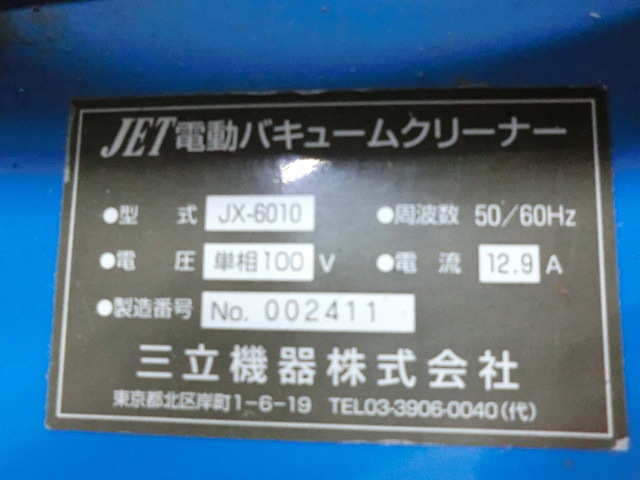 JET電動バキュームクリーナー
●型 式 JX-6010 ●周波数 50/60Hz
●電 圧 単相100 V ●電 流 12.9 A
●製造番号 No. 002411
三立機器株式会社
東京都北区岸町1-6-19 TEL03-3906-0040(代)